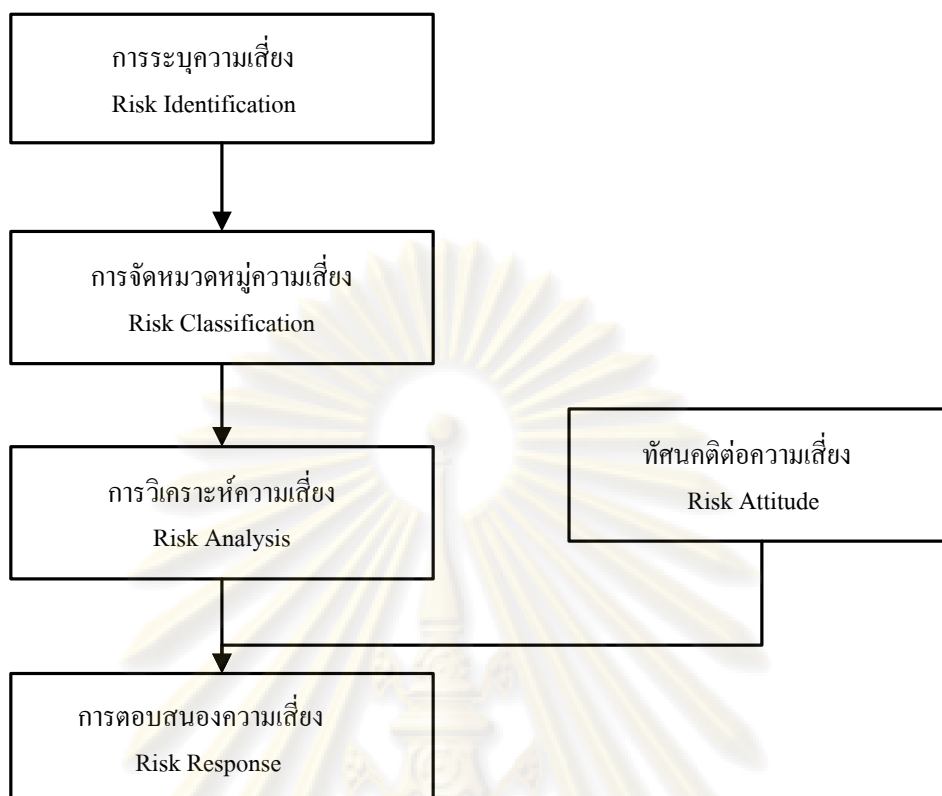 การระบุความเสี่ยง
Risk Identification
การจัดหมวดหมู่ความเสี่ยง
Risk Classification
การวิเคราะห์ความเสี่ยง
Risk Analysis
ทัศนคติต่อความเสี่ยง
Risk Attitude
การตอบสนองความเสี่ยง
Risk Response